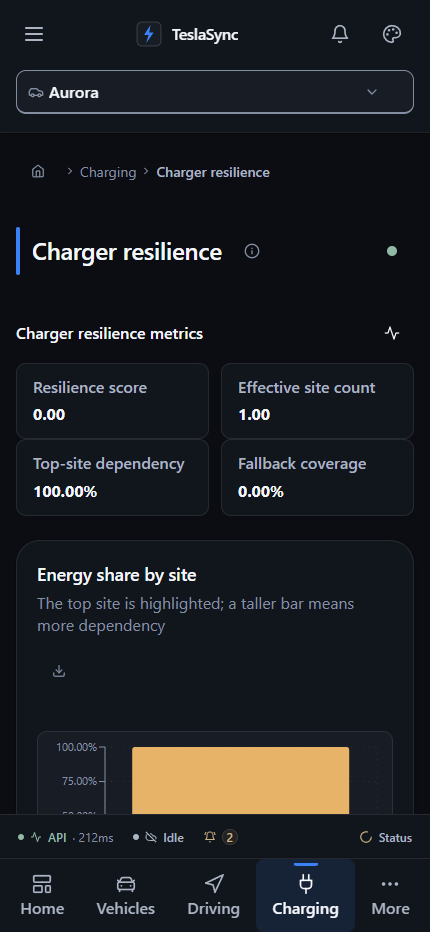 TeslaSync
Aurora
Charging
Charger resilience
Charger resilience
Charger resilience metrics
Resilience score
0.00
Effective site count
1.00
Top-site dependency
100.00%
Fallback coverage
0.00%
Energy share by site
The top site is highlighted; a taller bar means
more dependency
100.00%
75.00%
API · 212ms
Idle
2
Status
Home
Vehicles
Driving
Charging
More